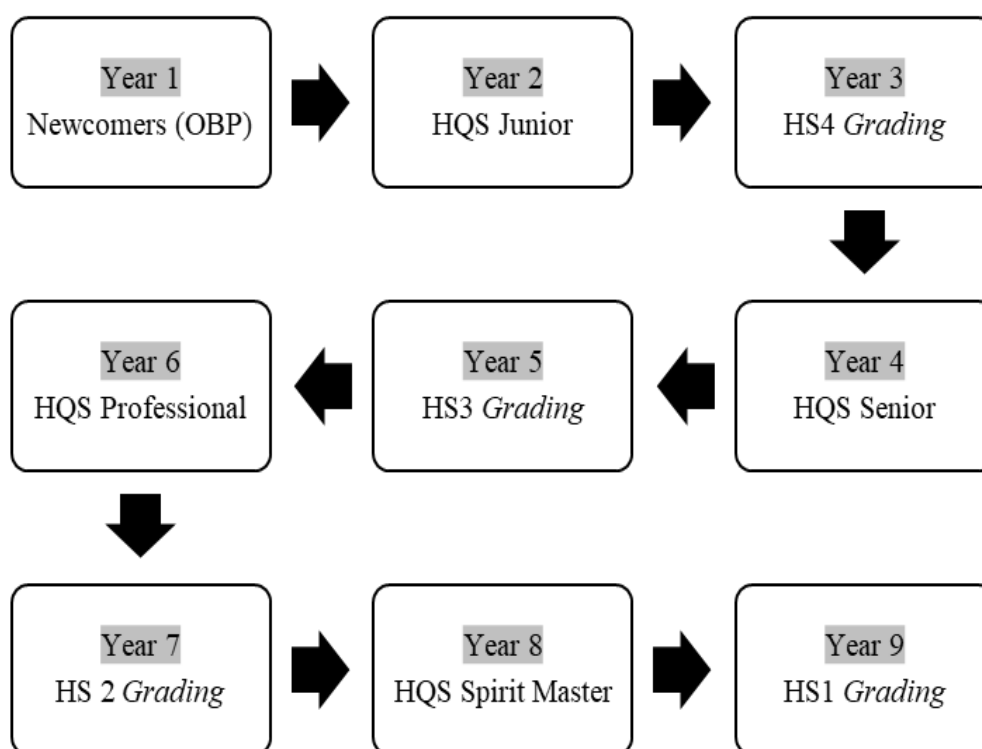 Year 1
Newcomers (OBP)
Year 2
HQS Junior
Year 3
HS4 Grading
Year 4
HQS Senior
Year 5
HS3 Grading
Year 6
HQS Professional
Year 7
HS 2 Grading
Year 8
HQS Spirit Master
Year 9
HS1 Grading